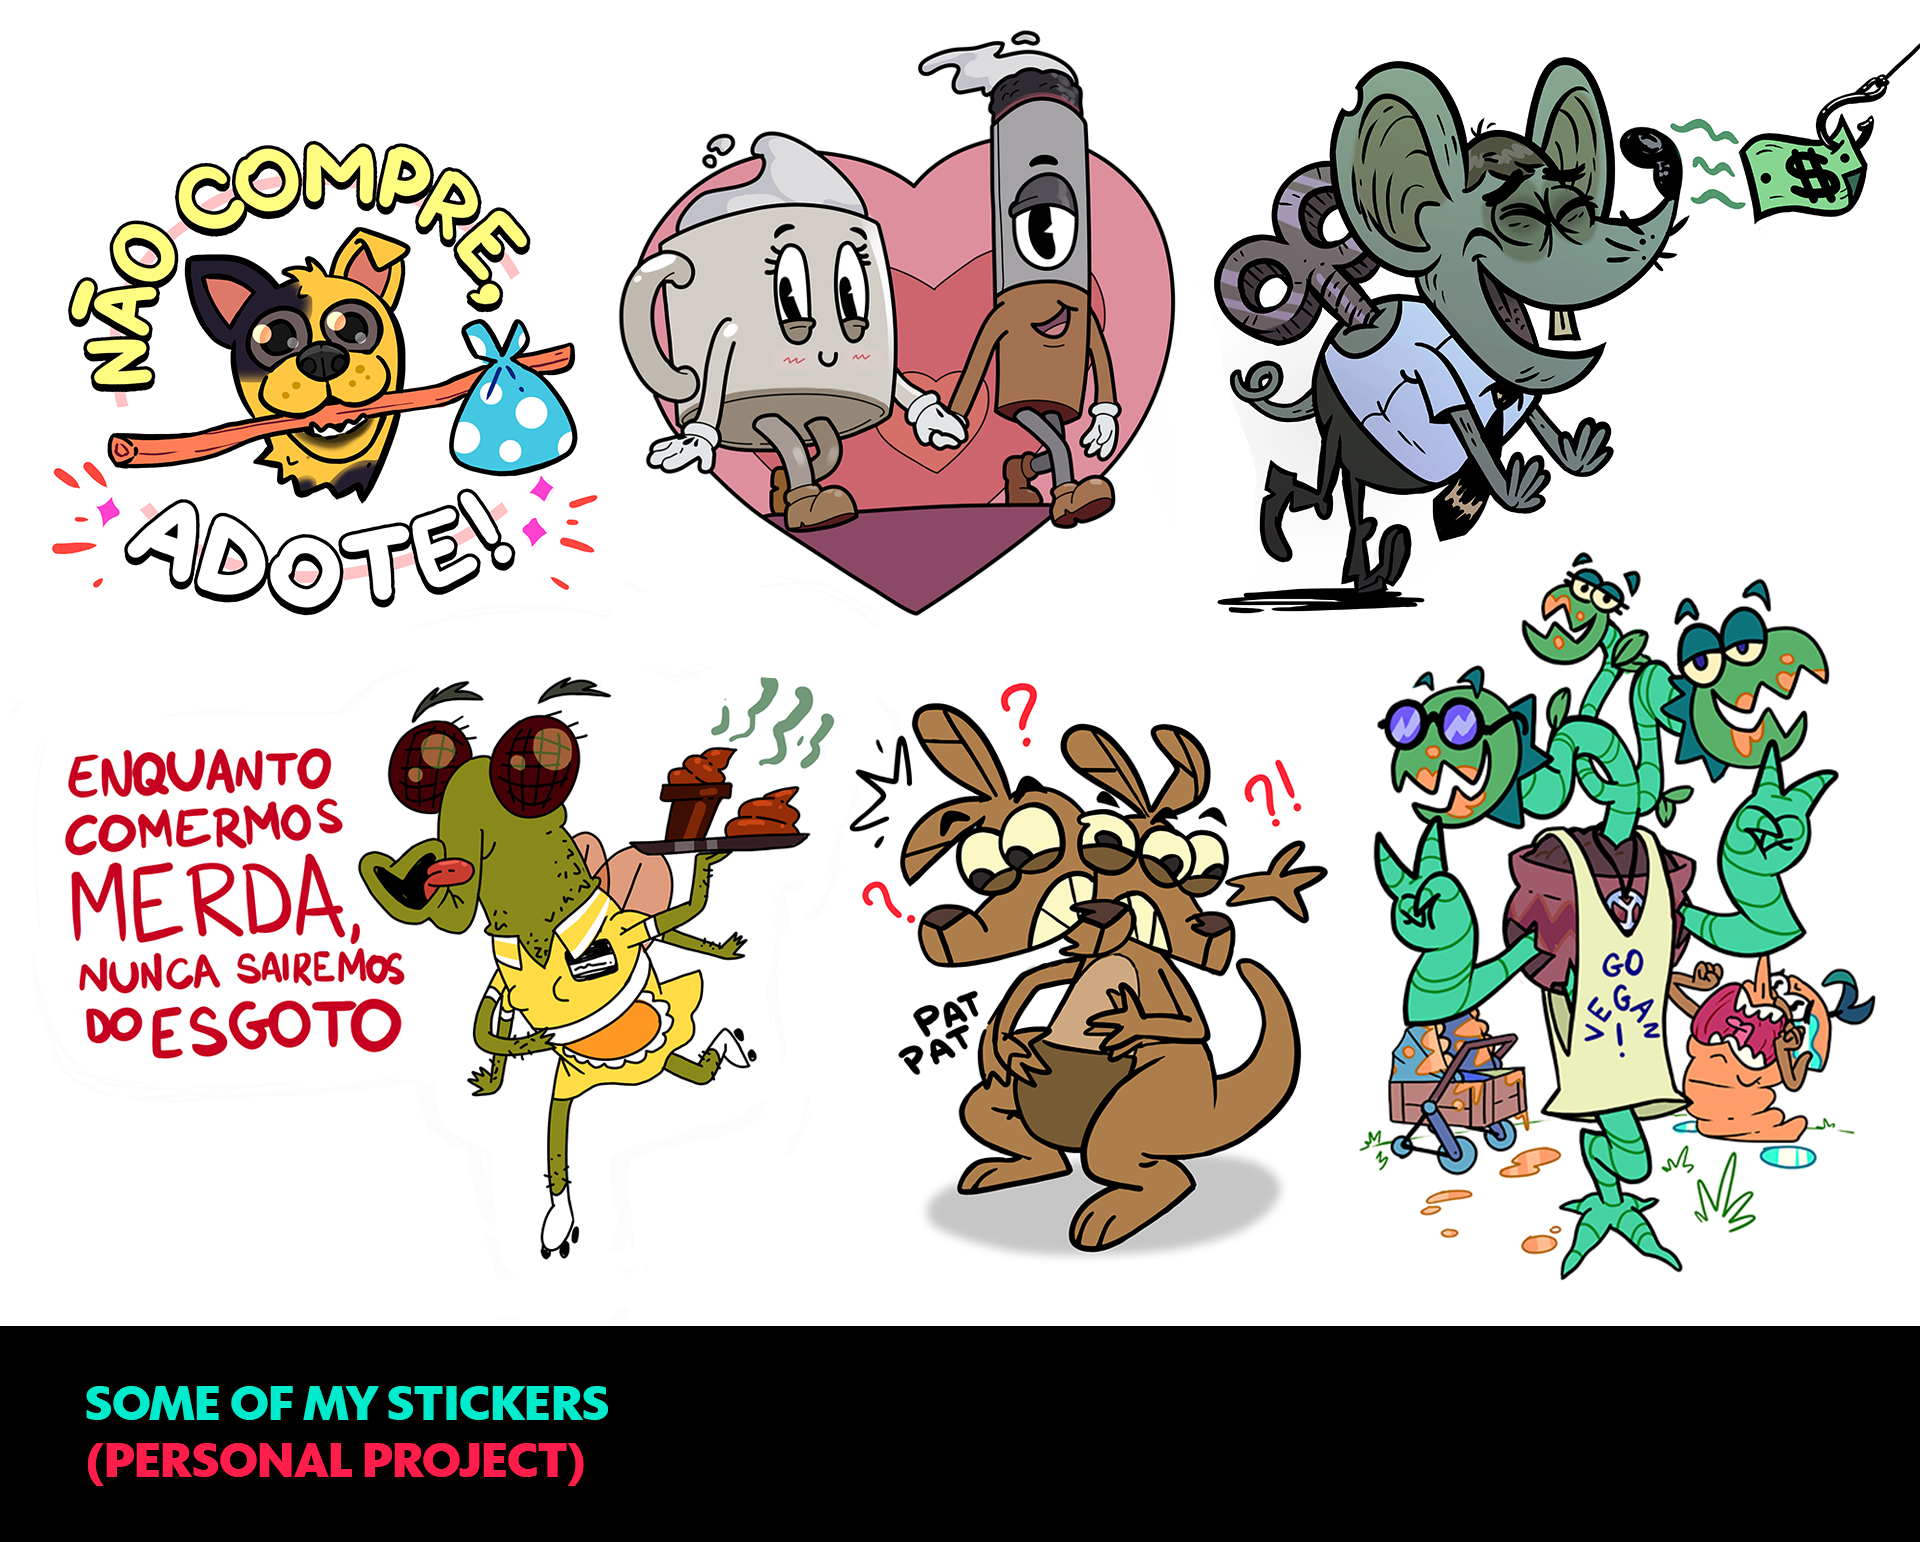 NÃO COMPRE,
ADOTE!
$
ENQUANTO
COMERMOS
MERDA,
NUNCA SAIREMOS
DO ESGOTO
?
?
?!
PAT
PAT
GO
VEGAN
!
SOME OF MY STICKERS
(PERSONAL PROJECT)